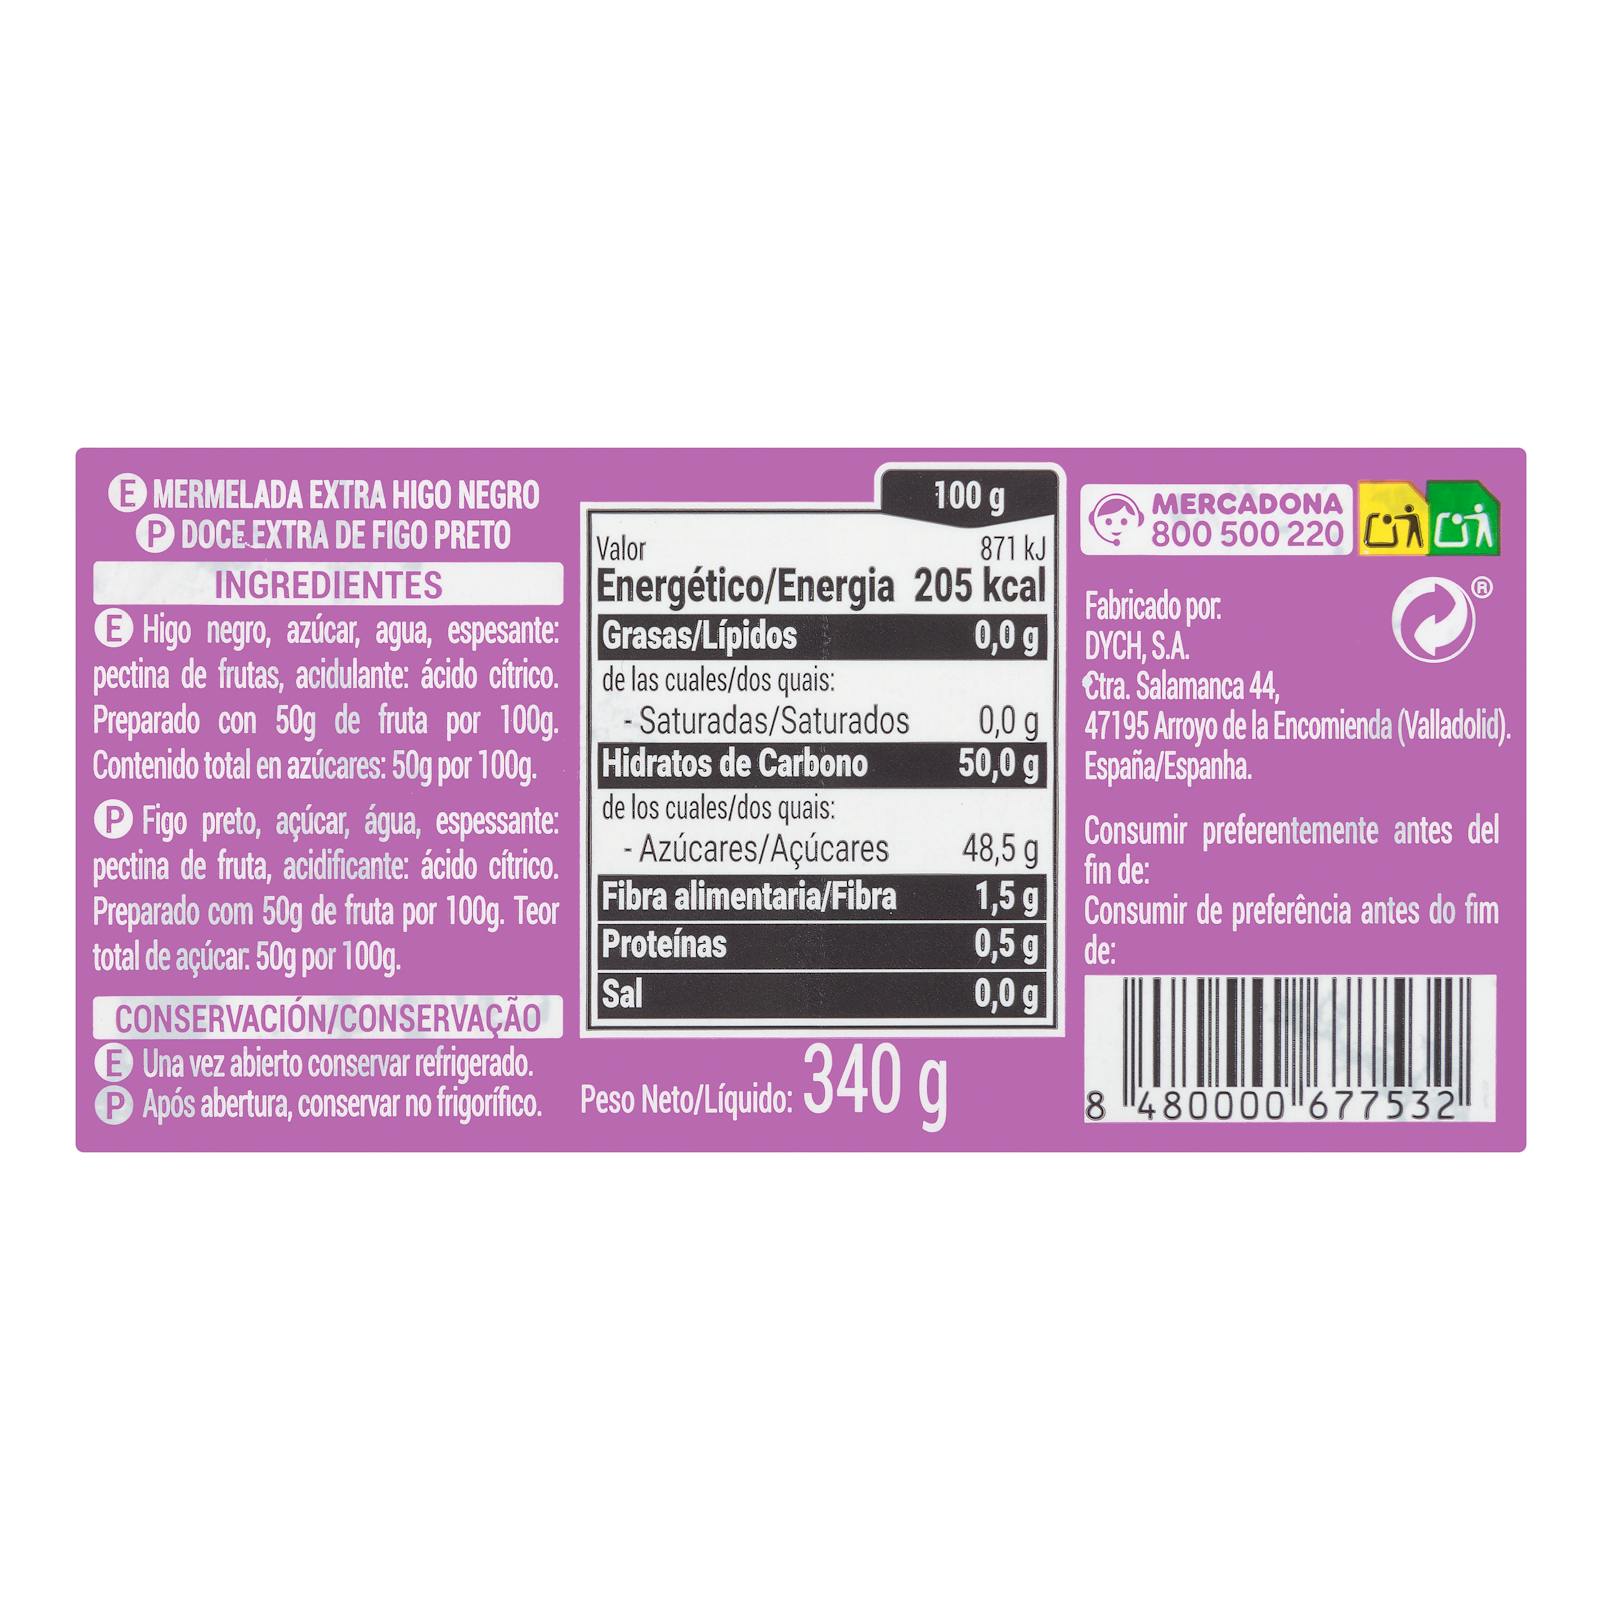 E MERMELADA EXTRA HIGO NEGRO
P DOCE EXTRA DE FIGO PRETO
INGREDIENTES
E Higo negro, azúcar, agua, espesante:
pectina de frutas, acidulante: ácido cítrico.
Preparado con 50g de fruta por 100g.
Contenido total en azúcares: 50g por 100g.
P Figo preto, açúcar, água, espessante:
pectina de fruta, acidificante: ácido cítrico.
Preparado com 50g de fruta por 100g. Teor
total de açúcar: 50g por 100g.
CONSERVACIÓN/CONSERVAÇÃO
E Una vez abierto conservar refrigerado.
P Após abertura, conservar no frigorífico.
100 g
Valor 871 kJ
Energético/Energia 205 kcal
Grasas/Lípidos 0,0 g
de las cuales/dos quais:
- Saturadas/Saturados 0,0 g
Hidratos de Carbono 50,0 g
de los cuales/dos quais:
- Azúcares/Açúcares 48,5 g
Fibra alimentaria/Fibra 1,5 g
Proteínas 0,5 g
Sal 0,0 g
Peso Neto/Líquido: 340 g
MERCADONA
800 500 220
®
Fabricado por:
DYCH, S.A.
Ctra. Salamanca 44,
47195 Arroyo de la Encomienda (Valladolid).
España/Espanha.
Consumir preferentemente antes del
fin de:
Consumir de preferência antes do fim
de:
8 480000 677532